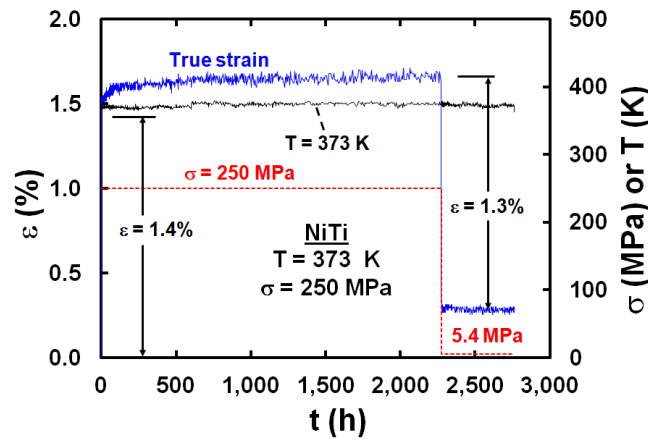 2.0
1.5
1.0
0.5
0.0
ε (%)
True strain
T = 373 K
σ = 250 MPa
ε = 1.4%
NiTi
T = 373 K
σ = 250 MPa
ε = 1.3%
5.4 MPa
500
400
300
200
100
0
σ (MPa) or T (K)
0 500 1,000 1,500 2,000 2,500 3,000
t (h)